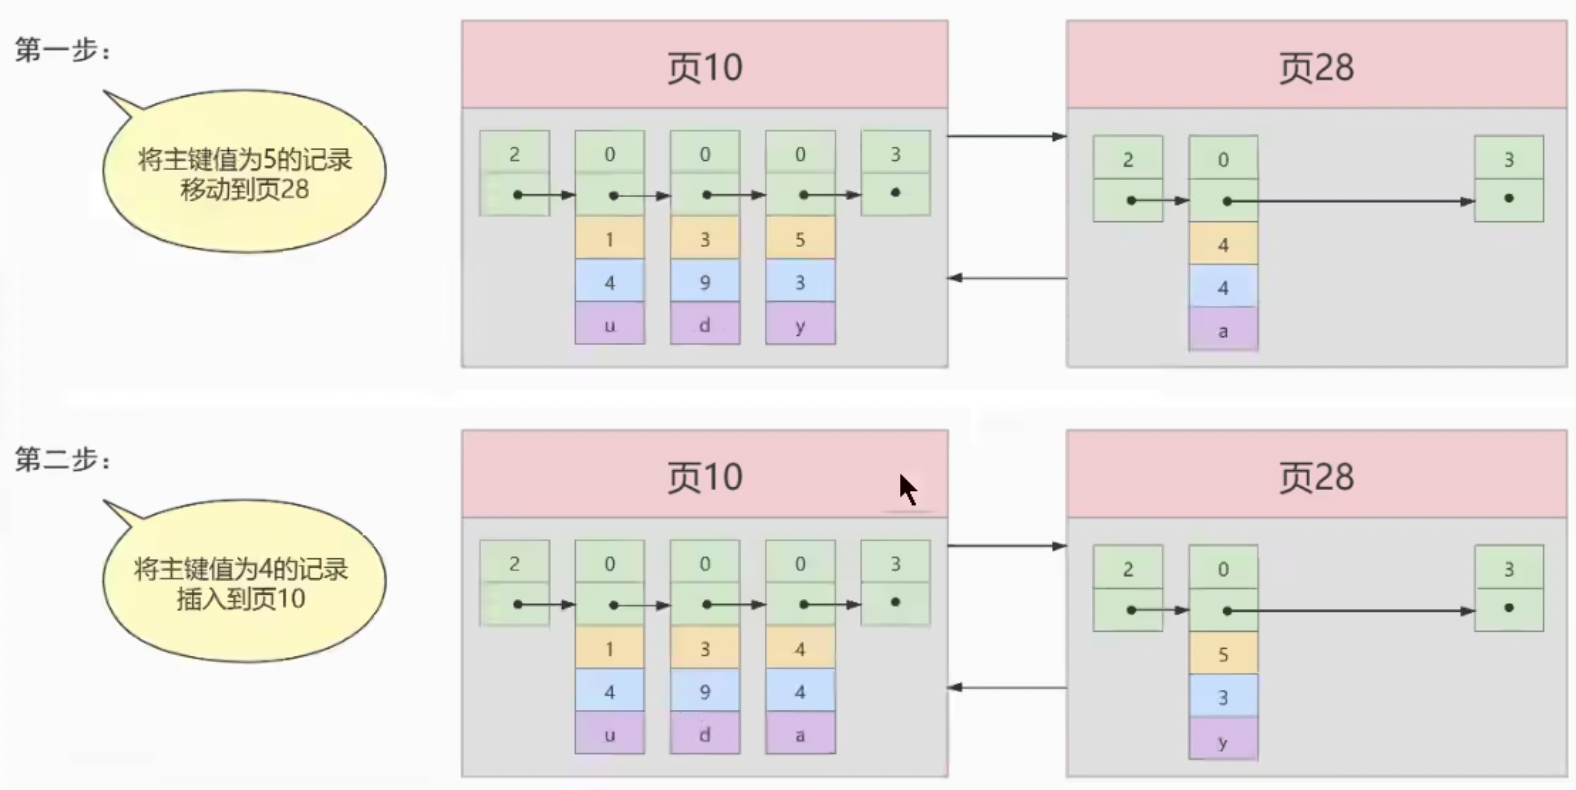 第一步：
将主键值为5的记录
移动到页28
页10
2 0 0 0 3
1 3 5
4 9 3
u d y
页28
2 0 3
4
4
a
第二步：
将主键值为4的记录
插入到页10
页10
2 0 0 0 3
1 3 4
4 9 4
u d a
页28
2 0 3
5
3
y